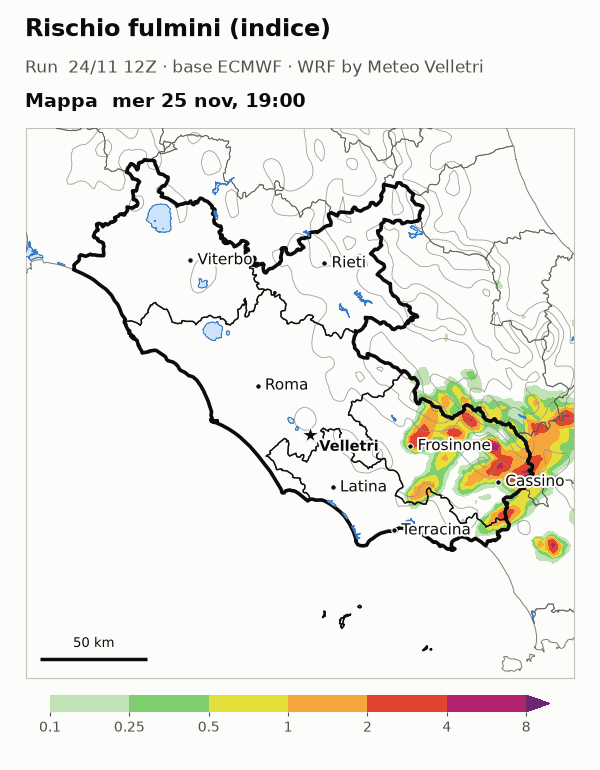 Rischio fulmini (indice)
Run  24/11 12Z · base ECMWF · WRF by Meteo Velletri
Mappa  mer 25 nov, 19:00
Viterbo
Rieti
Roma
Velletri
Frosinone
Latina
Cassino
Terracina
50 km
0.1 0.25 0.5 1 2 4 8